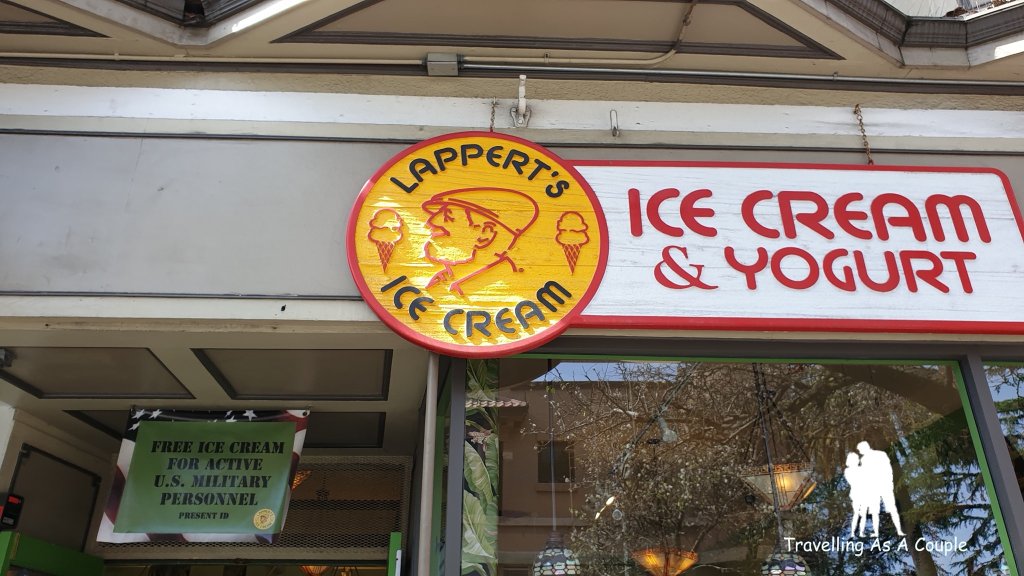 LAPPERT'S
ICE CREAM
ICE CREAM
& YOGURT
FREE ICE CREAM
FOR ACTIVE
U.S. MILITARY
PERSONNEL
PRESENT ID
Travelling As A Couple